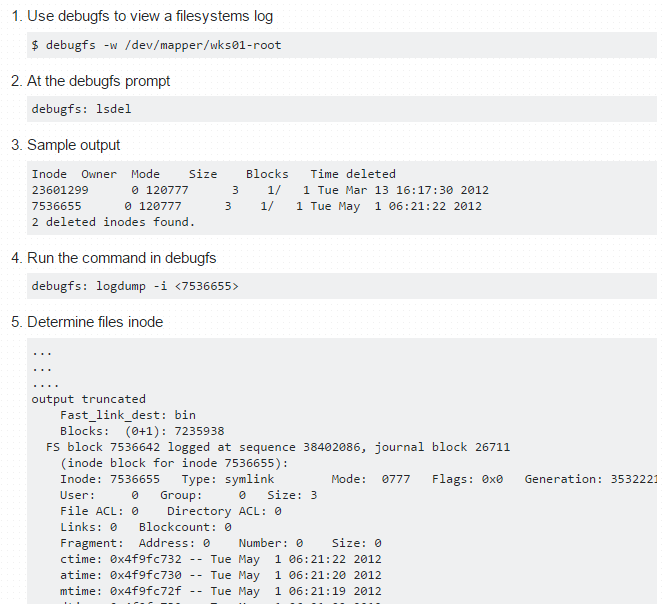 1. Use debugfs to view a filesystems log
$ debugfs -w /dev/mapper/wks01-root
2. At the debugfs prompt
debugfs: lsdel
3. Sample output
Inode  Owner  Mode    Size    Blocks   Time deleted
23601299      0 120777      3    1/   1 Tue Mar 13 16:17:30 2012
7536655      0 120777      3    1/   1 Tue May  1 06:21:22 2012
2 deleted inodes found.
4. Run the command in debugfs
debugfs: logdump -i <7536655>
5. Determine files inode
...
...
....
output truncated
    Fast_link_dest: bin
    Blocks:  (0+1): 7235938
  FS block 7536642 logged at sequence 38402086, journal block 26711
    (inode block for inode 7536655):
    Inode: 7536655   Type: symlink        Mode:  0777   Flags: 0x0   Generation: 3532221
    User:     0   Group:     0   Size: 3
    File ACL: 0    Directory ACL: 0
    Links: 0   Blockcount: 0
    Fragment:  Address: 0    Number: 0    Size: 0
    ctime: 0x4f9fc732 -- Tue May  1 06:21:22 2012
    atime: 0x4f9fc730 -- Tue May  1 06:21:20 2012
    mtime: 0x4f9fc72f -- Tue May  1 06:21:19 2012